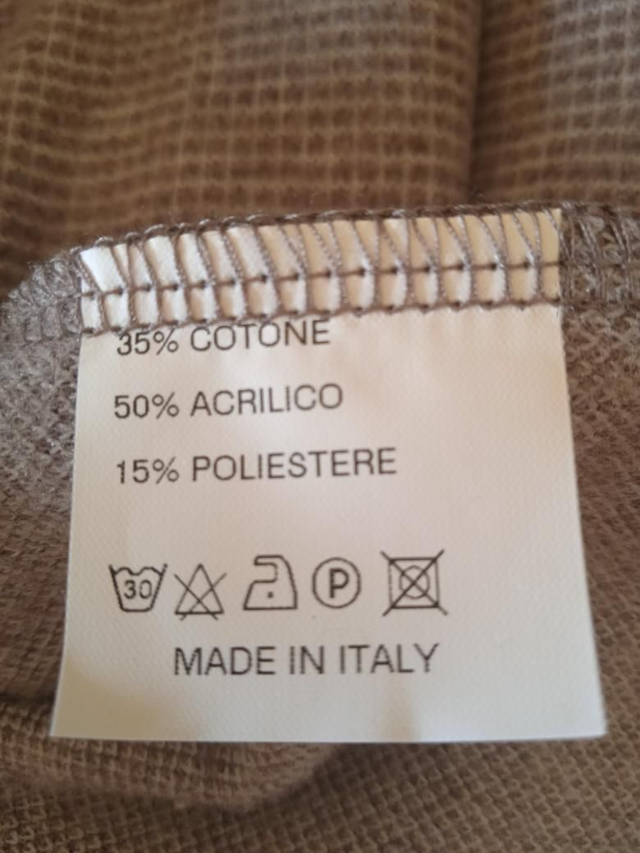 35% COTONE
50% ACRILICO
15% POLIESTERE
30 P
MADE IN ITALY